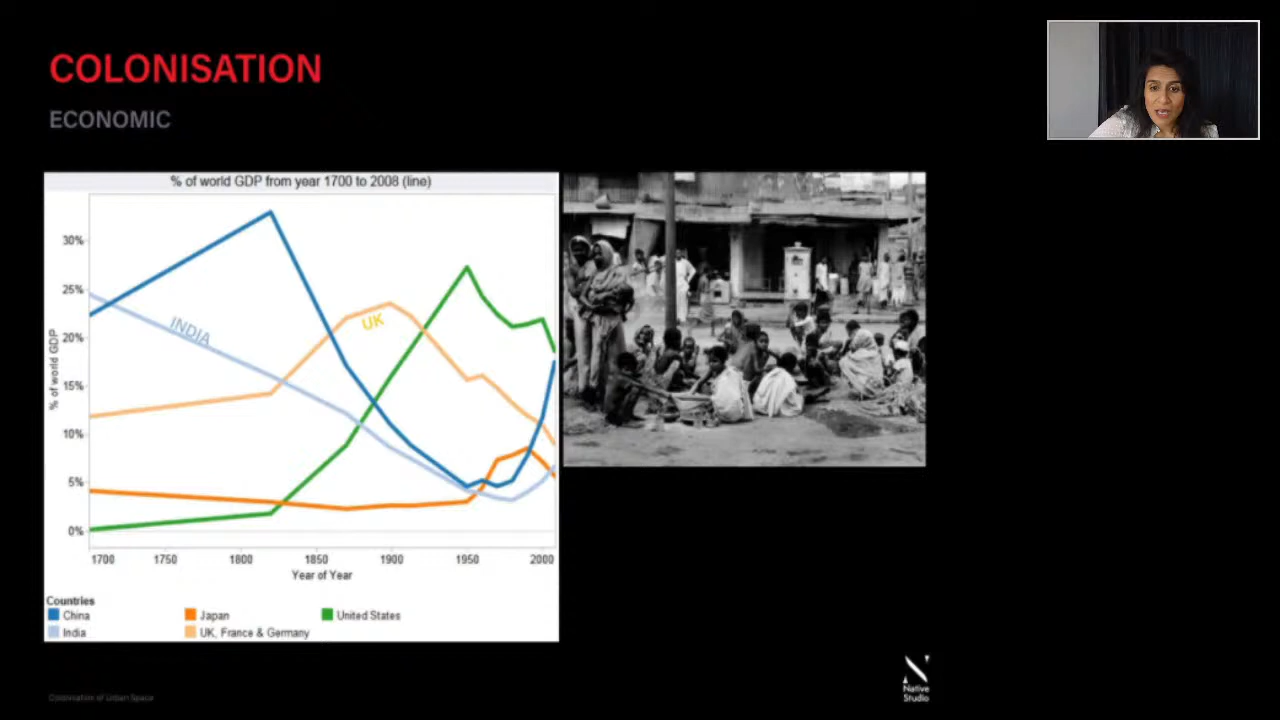 COLONISATION
ECONOMIC
% of world GDP from year 1700 to 2008 (line)
30%
25%
20%
15%
10%
5%
0%
% of world GDP
INDIA
UK
1700 1750 1800 1850 1900 1950 2000
Year of Year
Countries
China Japan United States
India UK, France & Germany
Colonisation of Urban Space
Native
Studio